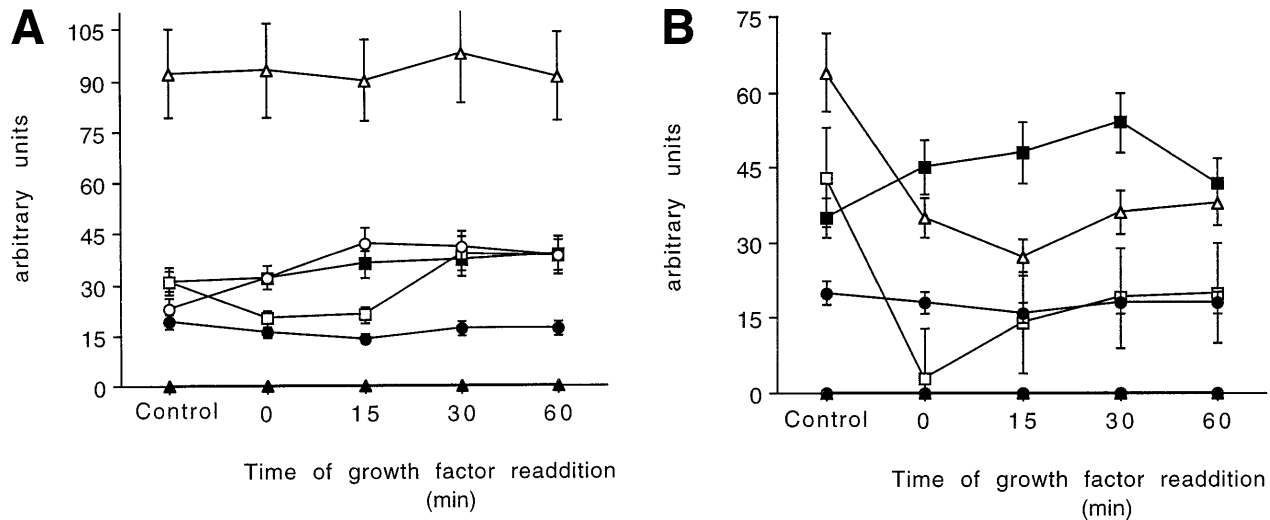 A
105
90
75
60
45
30
15
0
arbitrary units
Control 0 15 30 60
Time of growth factor readdition
(min)
B
75
60
45
30
15
0
arbitrary units
Control 0 15 30 60
Time of growth factor readdition
(min)